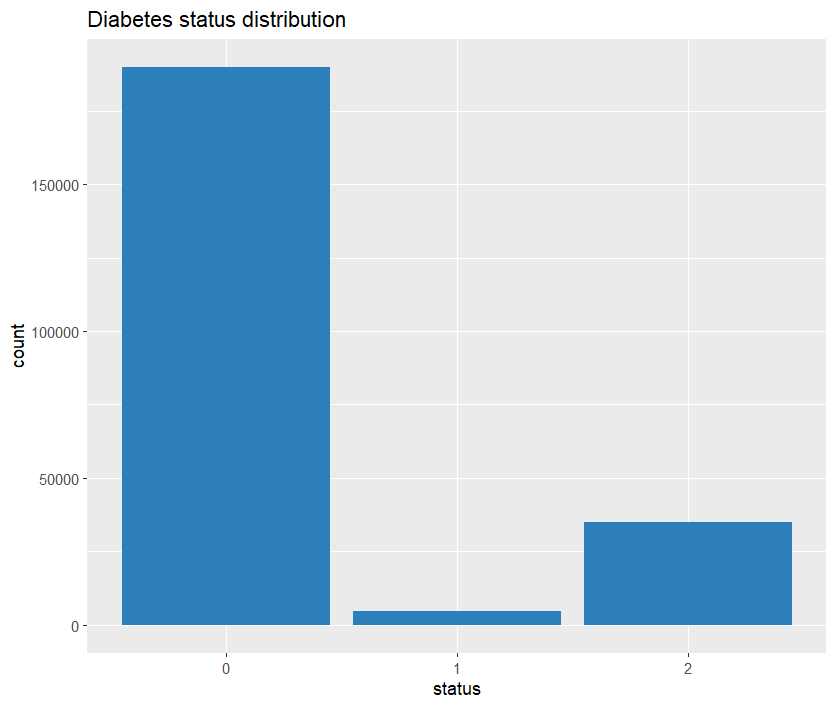 Diabetes status distribution
150000
100000
50000
0
count
0 1 2
status